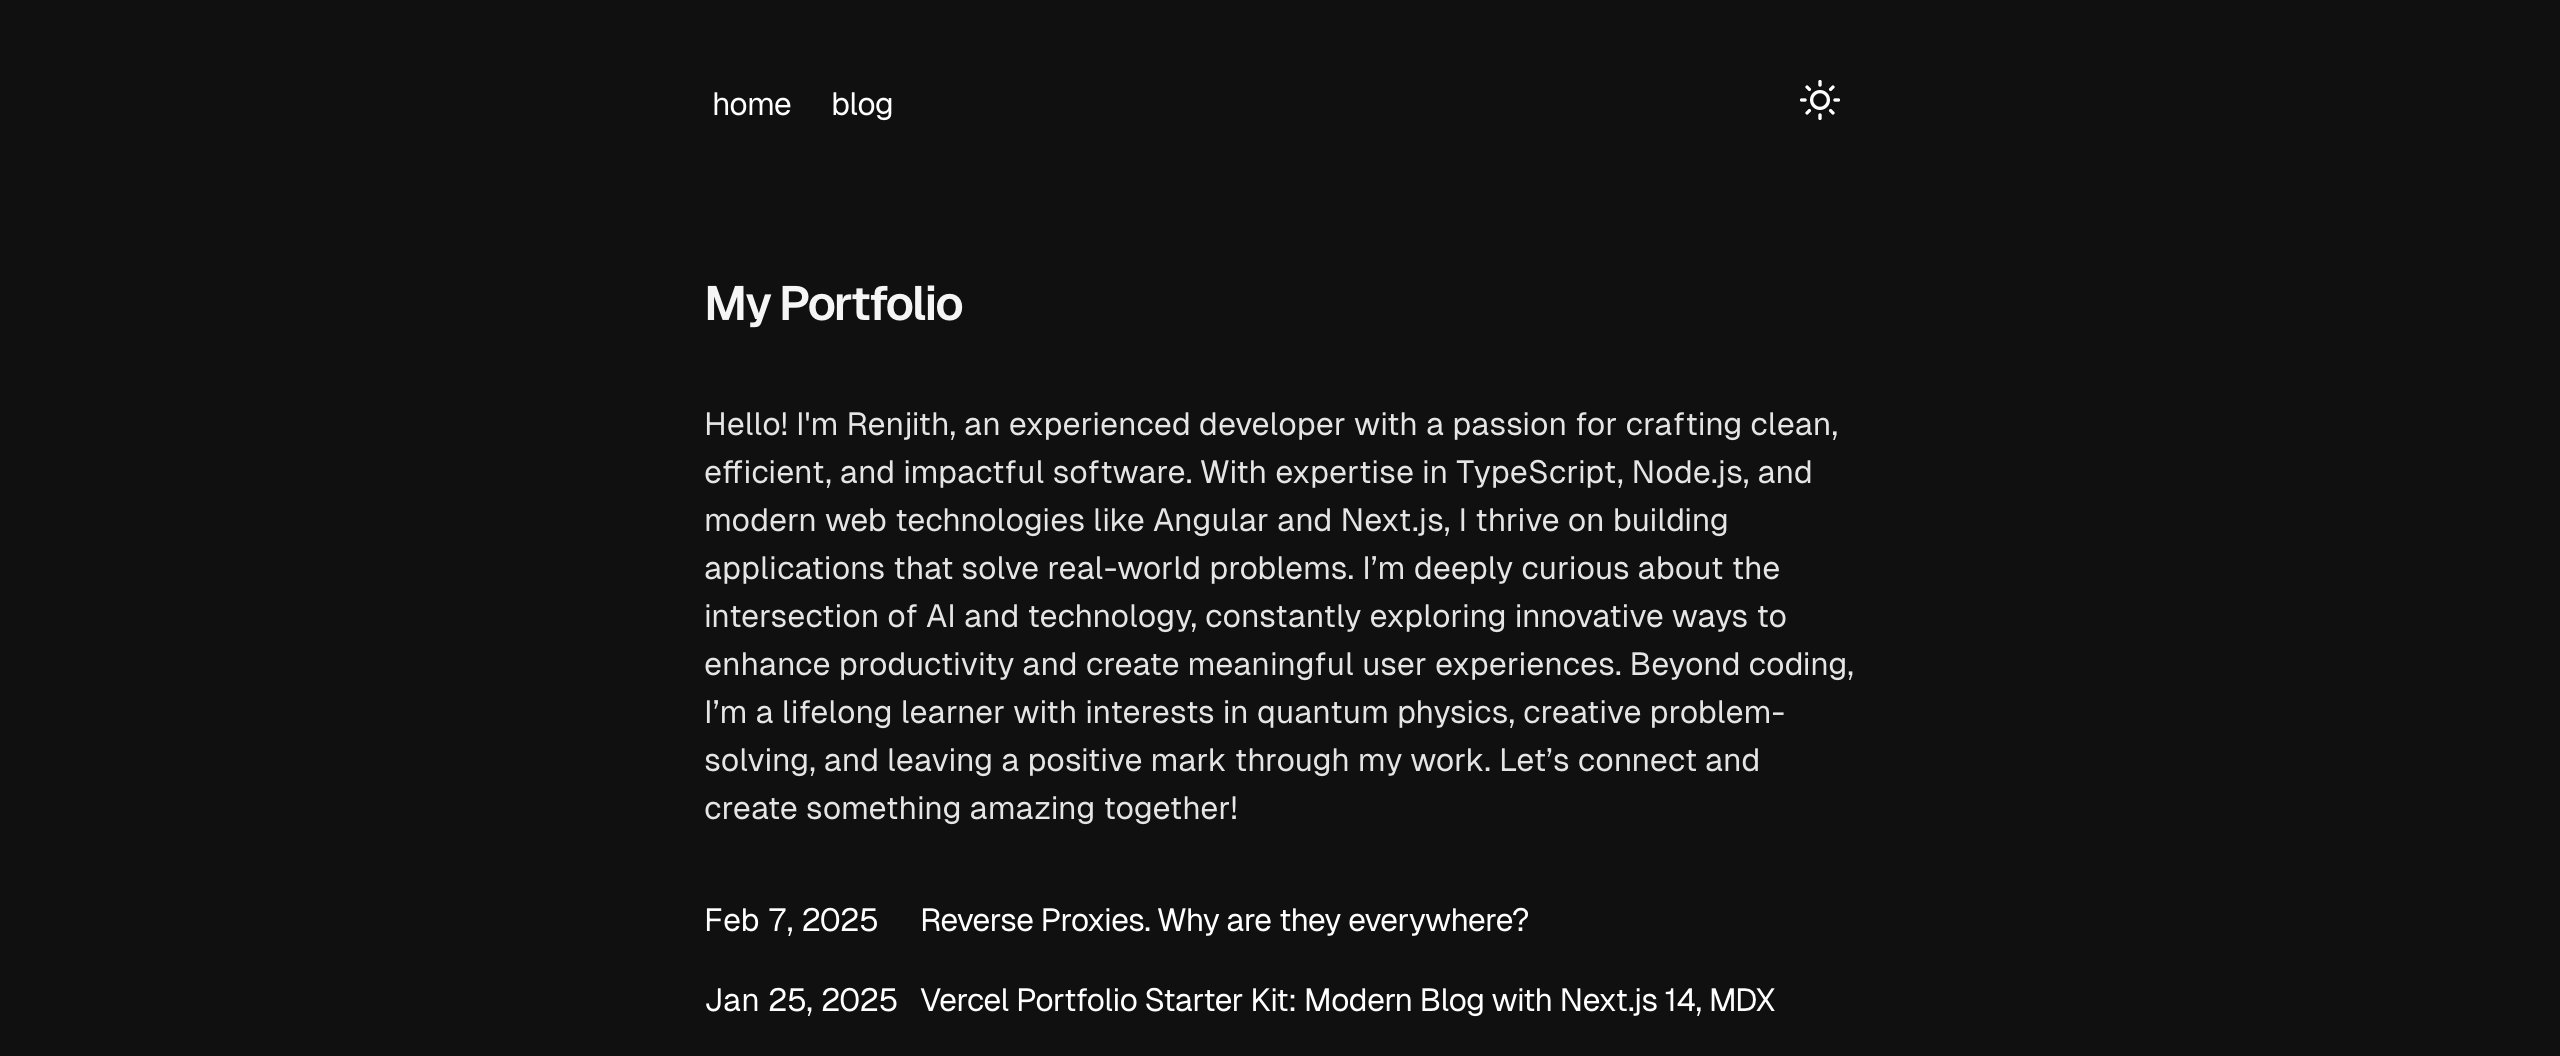 home blog
My Portfolio
Hello! I'm Renjith, an experienced developer with a passion for crafting clean,
efficient, and impactful software. With expertise in TypeScript, Node.js, and
modern web technologies like Angular and Next.js, I thrive on building
applications that solve real-world problems. I’m deeply curious about the
intersection of AI and technology, constantly exploring innovative ways to
enhance productivity and create meaningful user experiences. Beyond coding,
I’m a lifelong learner with interests in quantum physics, creative problem-
solving, and leaving a positive mark through my work. Let’s connect and
create something amazing together!
Feb 7, 2025 Reverse Proxies. Why are they everywhere?
Jan 25, 2025 Vercel Portfolio Starter Kit: Modern Blog with Next.js 14, MDX